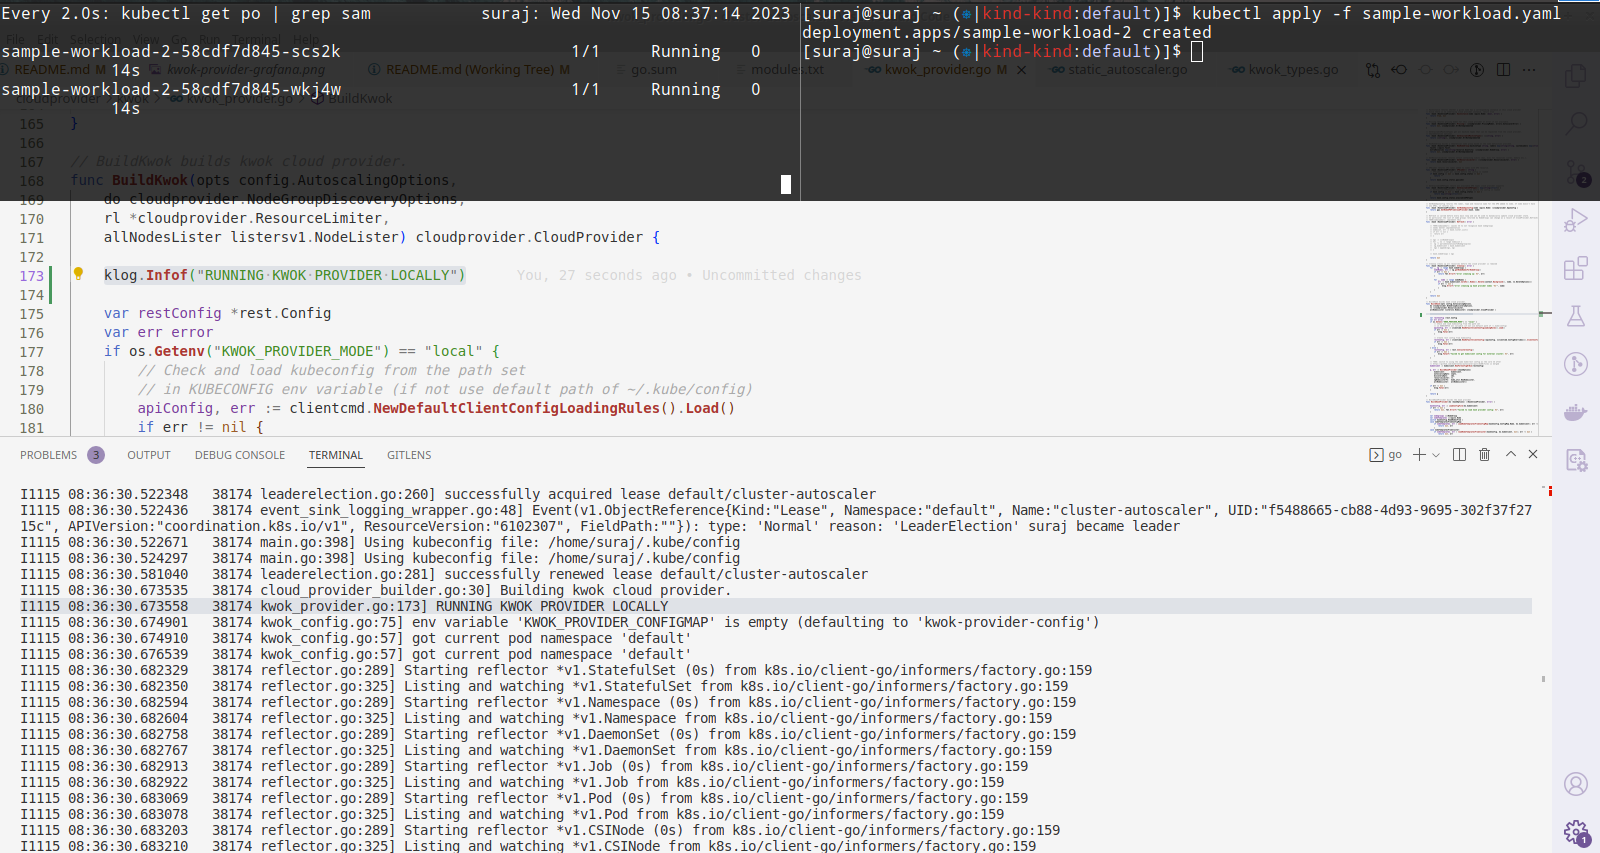 Every 2.0s: kubectl get po | grep sam suraj: Wed Nov 15 08:37:14 2023
sample-workload-2-58cdf7d845-scs2k 1/1 Running 0
14s
sample-workload-2-58cdf7d845-wkj4w 1/1 Running 0
14s
[suraj@suraj ~ (⎈|kind-kind:default)]$ kubectl apply -f sample-workload.yaml
deployment.apps/sample-workload-2 created
[suraj@suraj ~ (⎈|kind-kind:default)]$
File Edit Selection View Go Run Terminal Help
README.md M kwok-provider-grafana.png README.md (Working Tree) M go.sum modules.txt kwok_provider.go M static_autoscaler.go kwok_types.go
cloudprovider > kwok > kwok_provider.go > BuildKwok
165 }
166
167 // BuildKwok builds kwok cloud provider.
168 func BuildKwok(opts config.AutoscalingOptions,
169 do cloudprovider.NodeGroupDiscoveryOptions,
170 rl *cloudprovider.ResourceLimiter,
171 allNodesLister listersv1.NodeLister) cloudprovider.CloudProvider {
172
173 klog.Infof("RUNNING·KWOK·PROVIDER·LOCALLY") You, 27 seconds ago • Uncommitted changes
174
175 var restConfig *rest.Config
176 var err error
177 if os.Getenv("KWOK_PROVIDER_MODE") == "local" {
178 // Check and load kubeconfig from the path set
179 // in KUBECONFIG env variable (if not use default path of ~/.kube/config)
180 apiConfig, err := clientcmd.NewDefaultClientConfigLoadingRules().Load()
181 if err != nil {
2
PROBLEMS 3 OUTPUT DEBUG CONSOLE TERMINAL GITLENS go
I1115 08:36:30.522348 38174 leaderelection.go:260] successfully acquired lease default/cluster-autoscaler
I1115 08:36:30.522436 38174 event_sink_logging_wrapper.go:48] Event(v1.ObjectReference{Kind:"Lease", Namespace:"default", Name:"cluster-autoscaler", UID:"f5488665-cb88-4d93-9695-302f37f27
15c", APIVersion:"coordination.k8s.io/v1", ResourceVersion:"6102307", FieldPath:""}): type: 'Normal' reason: 'LeaderElection' suraj became leader
I1115 08:36:30.522671 38174 main.go:398] Using kubeconfig file: /home/suraj/.kube/config
I1115 08:36:30.524297 38174 main.go:398] Using kubeconfig file: /home/suraj/.kube/config
I1115 08:36:30.581040 38174 leaderelection.go:281] successfully renewed lease default/cluster-autoscaler
I1115 08:36:30.673535 38174 cloud_provider_builder.go:30] Building kwok cloud provider.
I1115 08:36:30.673558 38174 kwok_provider.go:173] RUNNING KWOK PROVIDER LOCALLY
I1115 08:36:30.674901 38174 kwok_config.go:75] env variable 'KWOK_PROVIDER_CONFIGMAP' is empty (defaulting to 'kwok-provider-config')
I1115 08:36:30.674910 38174 kwok_config.go:57] got current pod namespace 'default'
I1115 08:36:30.676539 38174 kwok_config.go:57] got current pod namespace 'default'
I1115 08:36:30.682329 38174 reflector.go:289] Starting reflector *v1.StatefulSet (0s) from k8s.io/client-go/informers/factory.go:159
I1115 08:36:30.682350 38174 reflector.go:325] Listing and watching *v1.StatefulSet from k8s.io/client-go/informers/factory.go:159
I1115 08:36:30.682594 38174 reflector.go:289] Starting reflector *v1.Namespace (0s) from k8s.io/client-go/informers/factory.go:159
I1115 08:36:30.682604 38174 reflector.go:325] Listing and watching *v1.Namespace from k8s.io/client-go/informers/factory.go:159
I1115 08:36:30.682758 38174 reflector.go:289] Starting reflector *v1.DaemonSet (0s) from k8s.io/client-go/informers/factory.go:159
I1115 08:36:30.682767 38174 reflector.go:325] Listing and watching *v1.DaemonSet from k8s.io/client-go/informers/factory.go:159
I1115 08:36:30.682913 38174 reflector.go:289] Starting reflector *v1.Job (0s) from k8s.io/client-go/informers/factory.go:159
I1115 08:36:30.682922 38174 reflector.go:325] Listing and watching *v1.Job from k8s.io/client-go/informers/factory.go:159
I1115 08:36:30.683069 38174 reflector.go:289] Starting reflector *v1.Pod (0s) from k8s.io/client-go/informers/factory.go:159
I1115 08:36:30.683078 38174 reflector.go:325] Listing and watching *v1.Pod from k8s.io/client-go/informers/factory.go:159
I1115 08:36:30.683203 38174 reflector.go:289] Starting reflector *v1.CSINode (0s) from k8s.io/client-go/informers/factory.go:159
I1115 08:36:30.683210 38174 reflector.go:325] Listing and watching *v1.CSINode from k8s.io/client-go/informers/factory.go:159
1